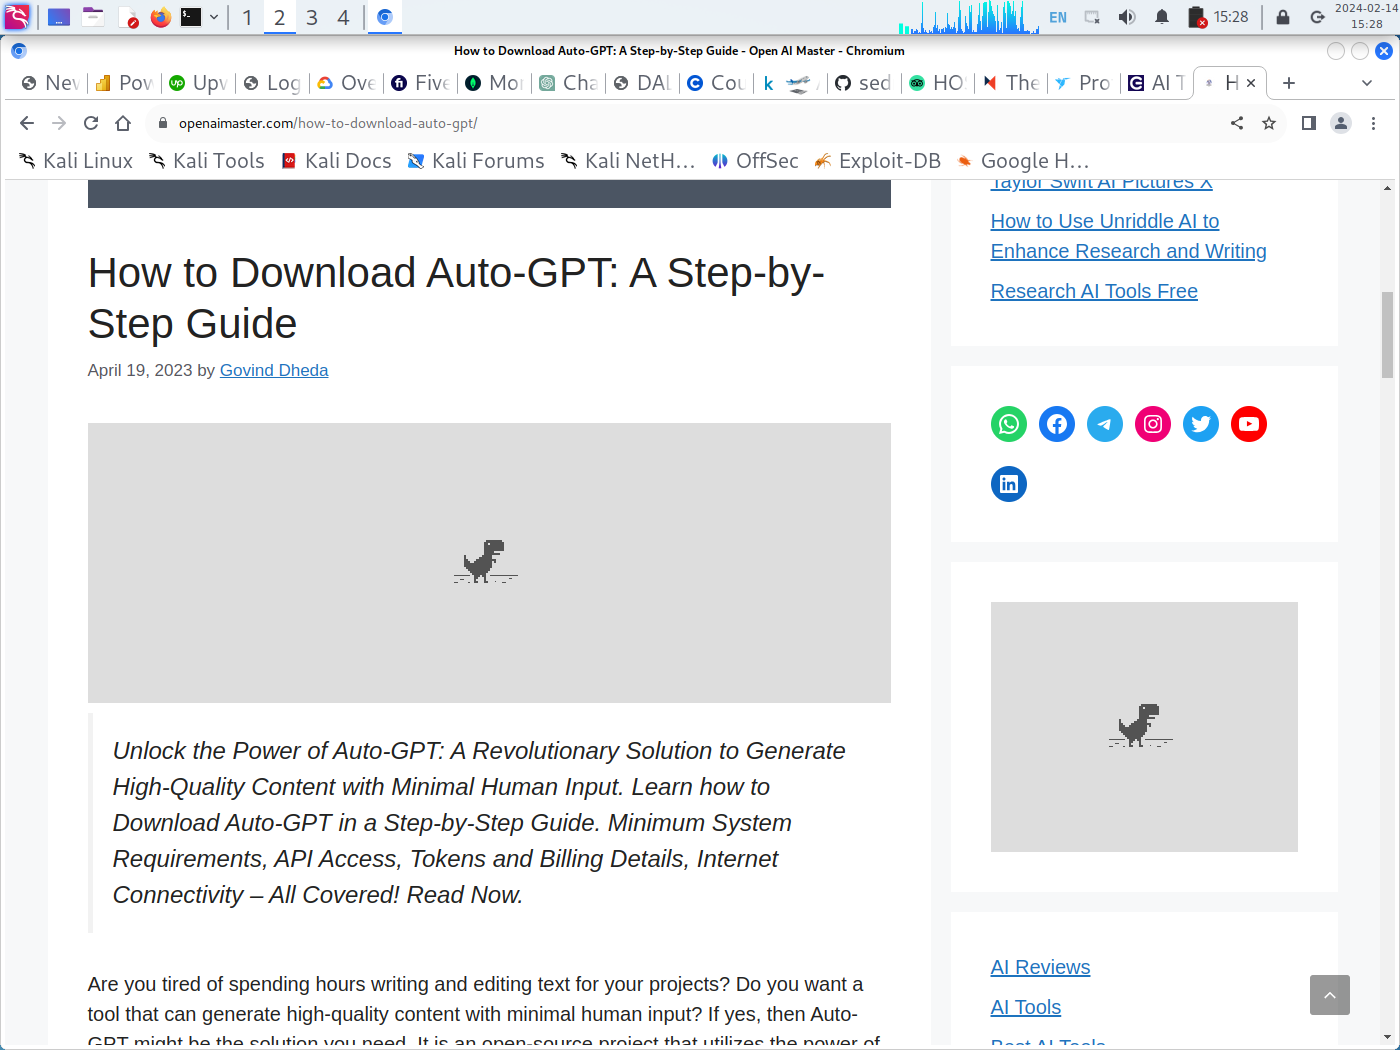 1 2 3 4 EN 15:28 2024-02-14
15:28
How to Download Auto-GPT: A Step-by-Step Guide - Open AI Master - Chromium
Nev Pow Upv Log Ove Five Mor Cha DAL Cou sed HO The Pro AI T H
openaimaster.com/how-to-download-auto-gpt/
Kali Linux Kali Tools Kali Docs Kali Forums Kali NetH... OffSec Exploit-DB Google H...
Taylor Swift AI Pictures X
How to Use Unriddle AI to
Enhance Research and Writing
Research AI Tools Free
How to Download Auto-GPT: A Step-by-
Step Guide
April 19, 2023 by Govind Dheda
Unlock the Power of Auto-GPT: A Revolutionary Solution to Generate
High-Quality Content with Minimal Human Input. Learn how to
Download Auto-GPT in a Step-by-Step Guide. Minimum System
Requirements, API Access, Tokens and Billing Details, Internet
Connectivity – All Covered! Read Now.
Are you tired of spending hours writing and editing text for your projects? Do you want a
tool that can generate high-quality content with minimal human input? If yes, then Auto-
GPT might be the solution you need. It is an open-source project that utilizes the power of
AI Reviews
AI Tools
Best AI Tools